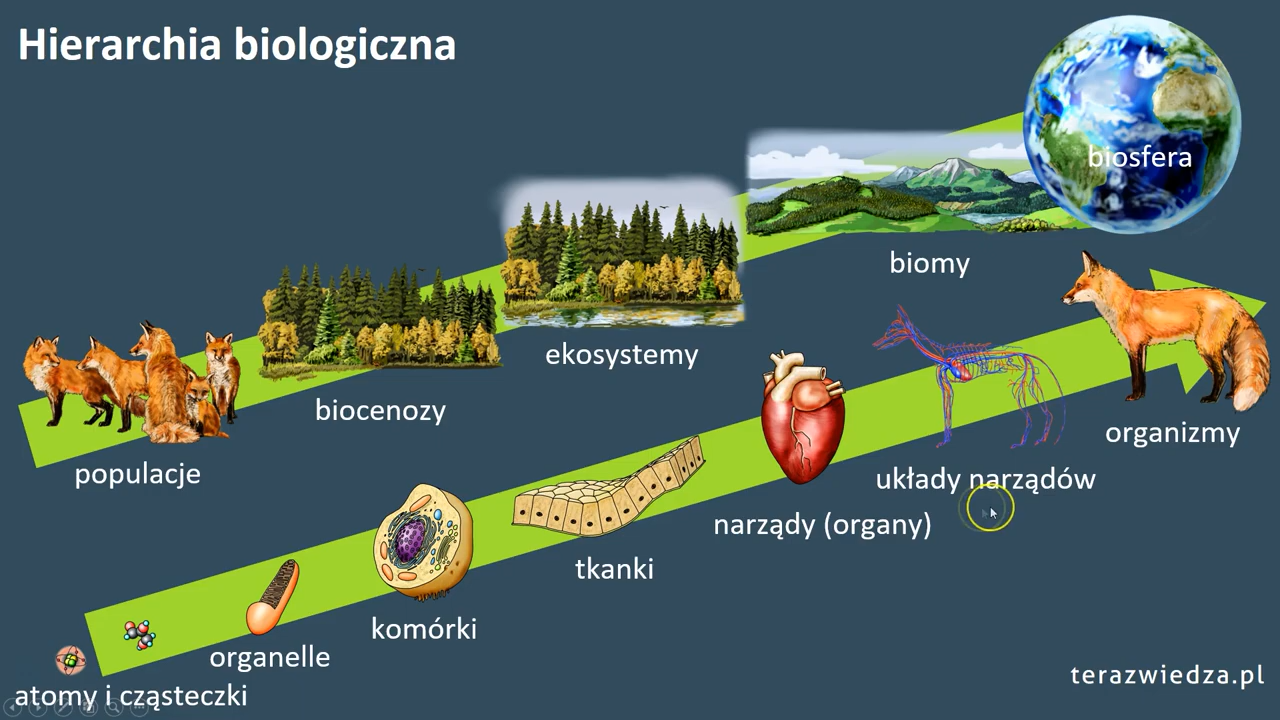 Hierarchia biologiczna
biosfera
biomy
ekosystemy
biocenozy
populacje
organizmy
układy narządów
narządy (organy)
tkanki
komórki
organelle
atomy i cząsteczki
terazwiedza.pl